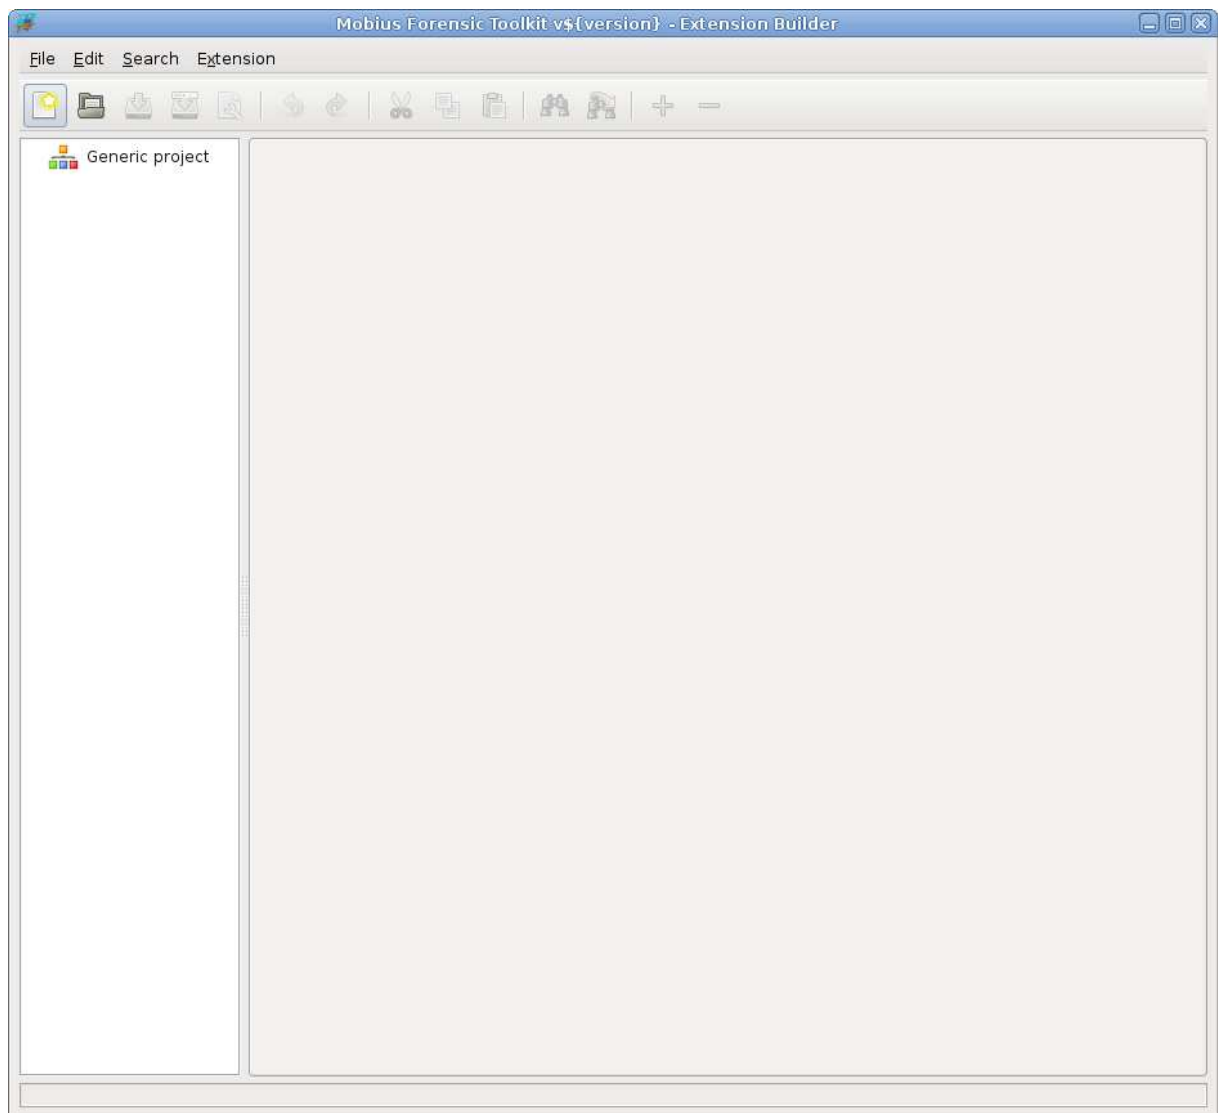 Mobius Forensic Toolkit v${version} - Extension Builder
File Edit Search Extension
Generic project